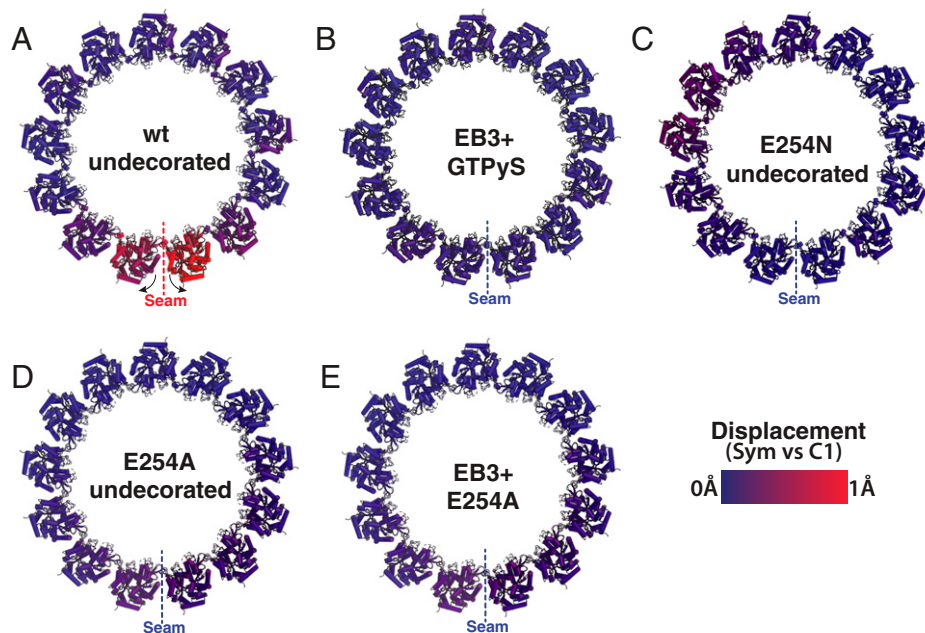 A
wt
undecorated
Seam
B
EB3+
GTPyS
Seam
C
E254N
undecorated
Seam
D
E254A
undecorated
Seam
E
EB3+
E254A
Seam
Displacement
(Sym vs C1)
0Å 1Å